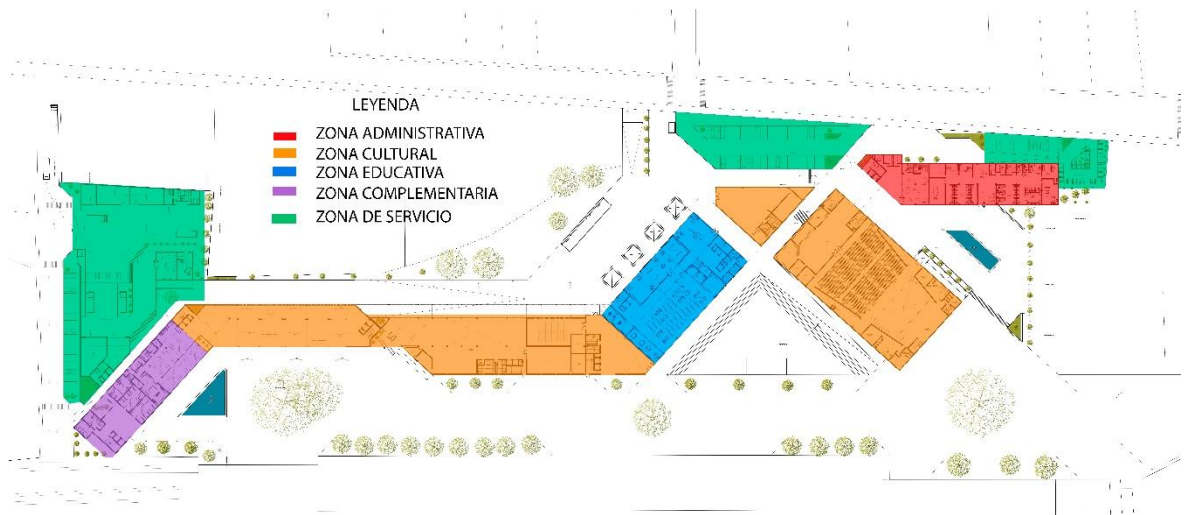 LEYENDA
ZONA ADMINISTRATIVA
ZONA CULTURAL
ZONA EDUCATIVA
ZONA COMPLEMENTARIA
ZONA DE SERVICIO